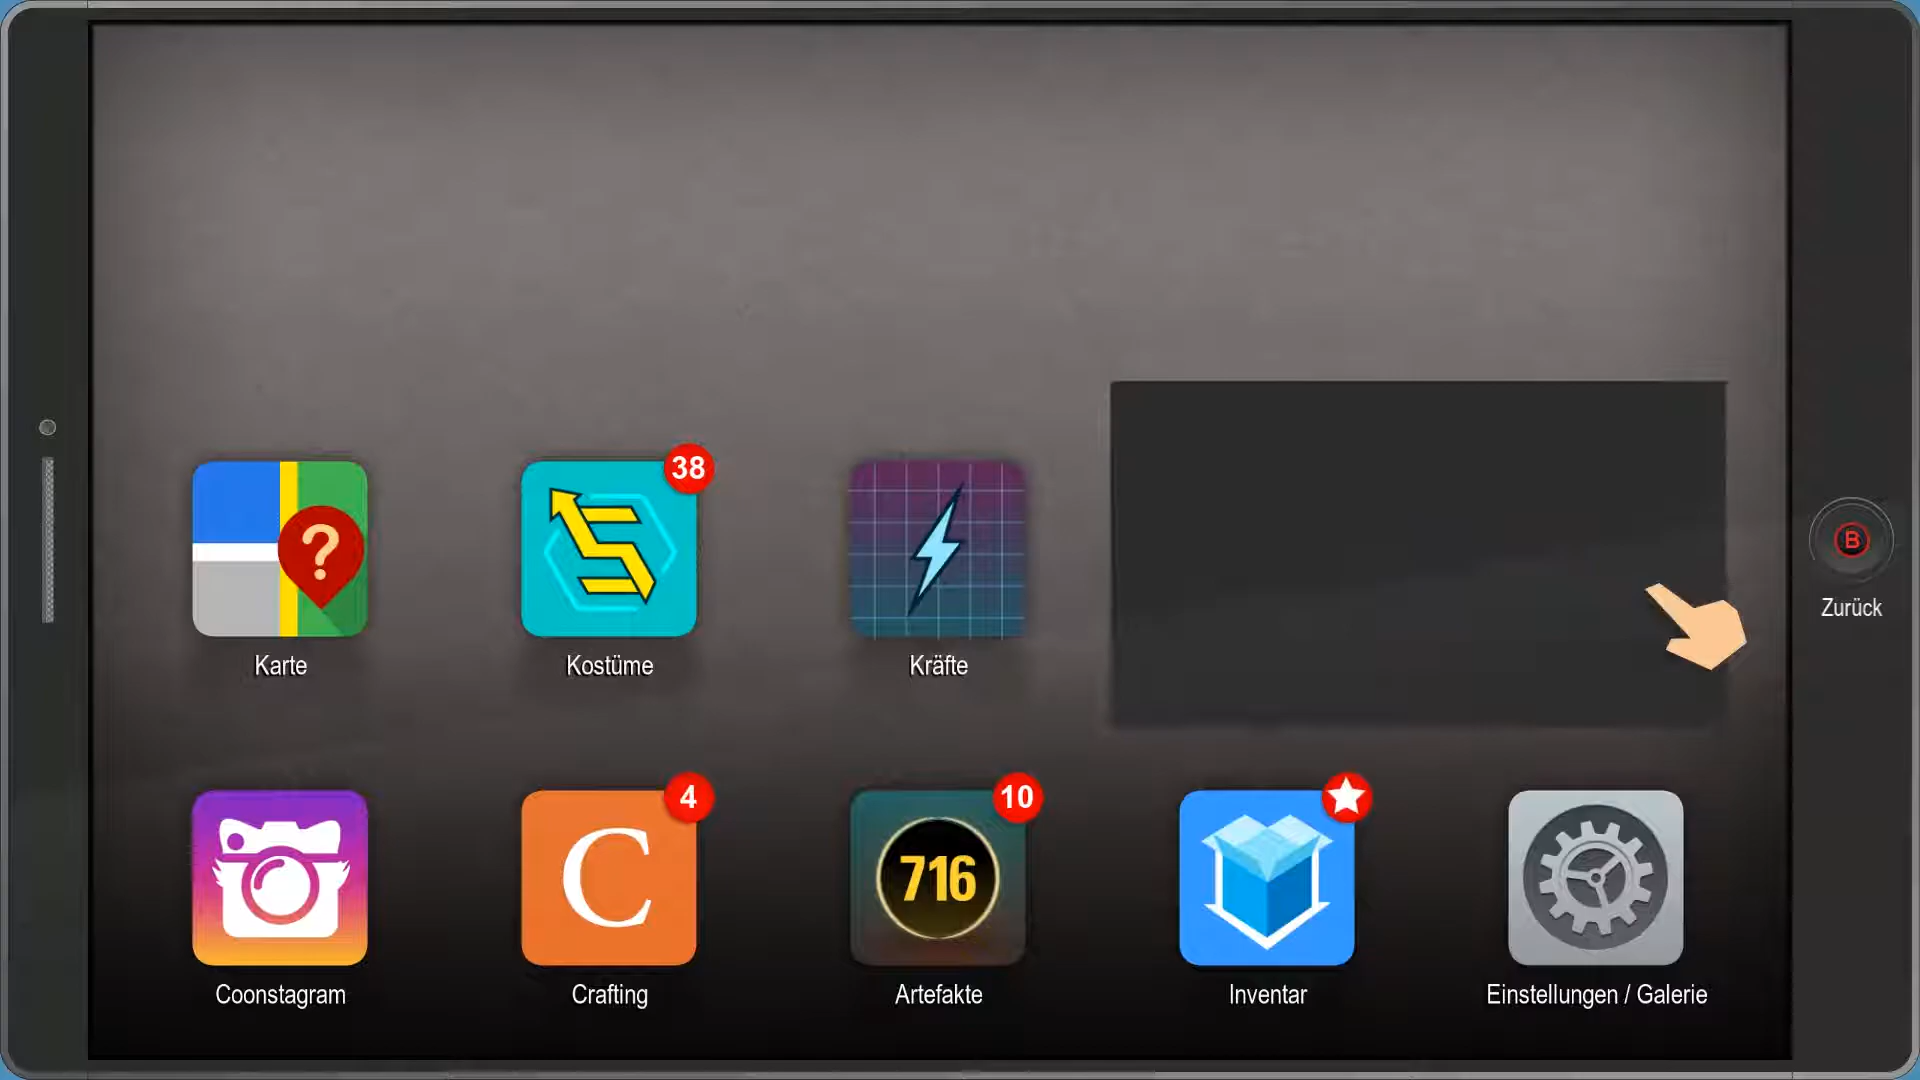 38
?
Karte
Kostüme
Kräfte
B
Zurück
4
10
C
716
Coonstagram
Crafting
Artefakte
Inventar
Einstellungen / Galerie